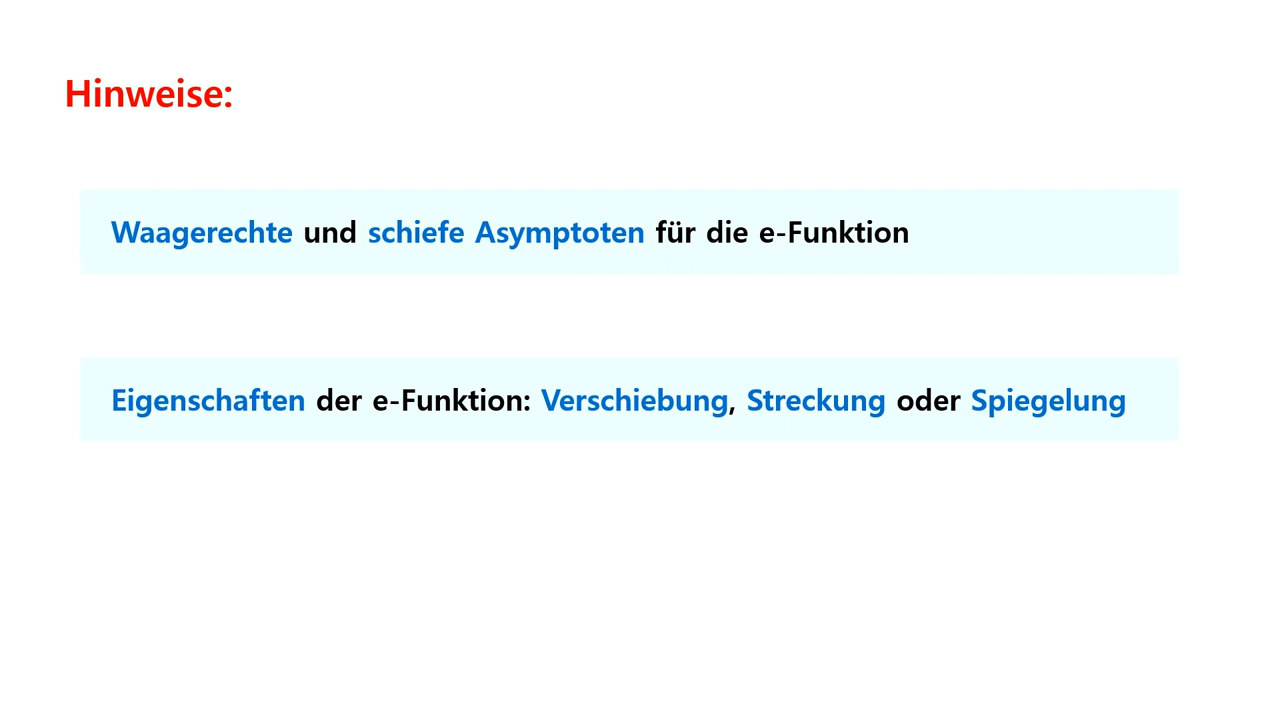 Hinweise:
Waagerechte und schiefe Asymptoten für die e-Funktion
Eigenschaften der e-Funktion: Verschiebung, Streckung oder Spiegelung